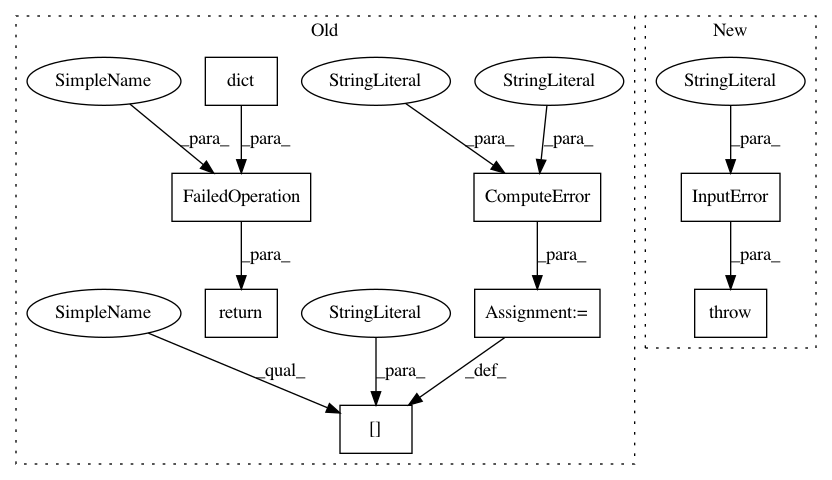 Old
New
SimpleName
dict
StringLiteral
StringLiteral
StringLiteral
_para_
_para_
_para_
_para_
_para_
FailedOperation
ComputeError
InputError
_para_
_para_
_para_
SimpleName
return
StringLiteral
Assignment:=
throw
_qual_
_para_
_def_
[]